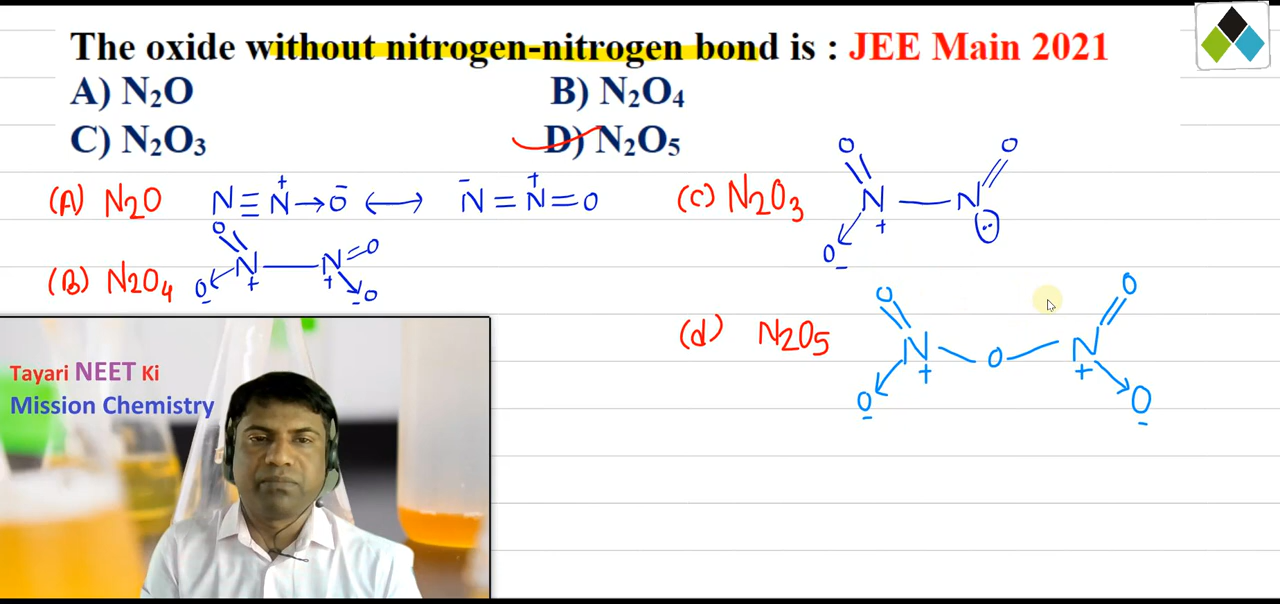 The oxide without nitrogen-nitrogen bond is : JEE Main 2021
A) N₂O B) N₂O₄
C) N₂O₃ D) N₂O₅
(A) N2O N≡N⁺→O⁻ ⟷ N⁻=N⁺=O
(C) N2O3
O O
N — N
+ ..
O
-
(B) N2O4
O O
N — N
+ +
O O
- -
(d) N2O5
O O
N O N
+ +
O O
- -
Tayari NEET Ki
Mission Chemistry